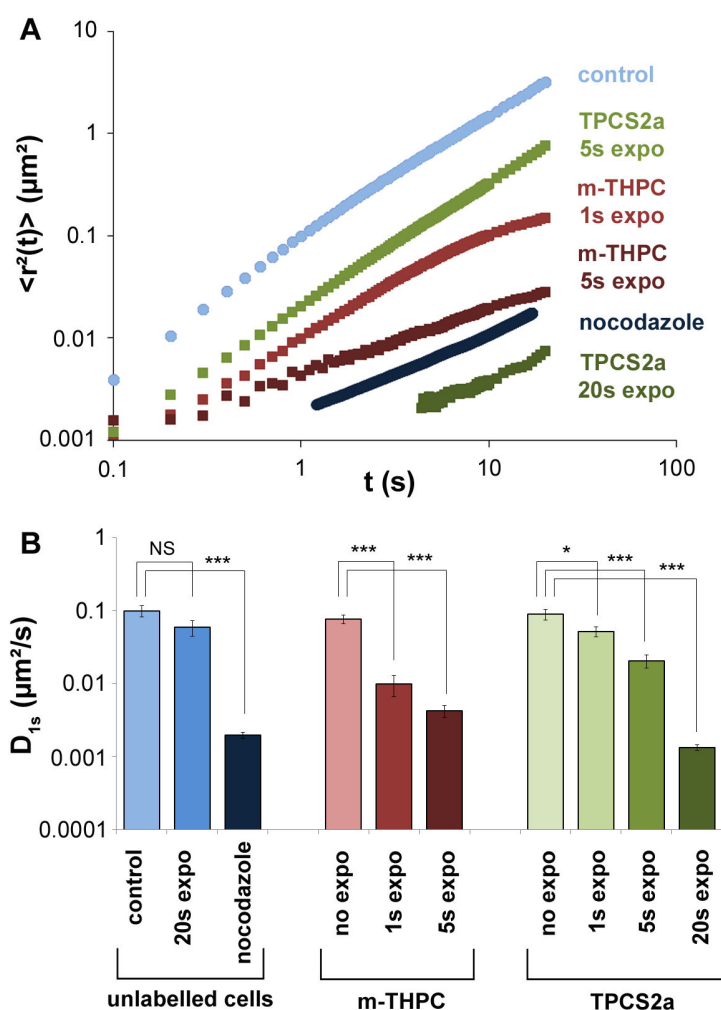 A
10
1
0.1
0.01
0.001
<r²(t)> (µm²)
0.1
1
10
100
t (s)
control
TPCS2a
5s expo
m-THPC
1s expo
m-THPC
5s expo
nocodazole
TPCS2a
20s expo
B
1
0.1
0.01
0.001
0.0001
D1s (µm²/s)
NS
***
***
***
*
***
***
control
20s expo
nocodazole
no expo
1s expo
5s expo
no expo
1s expo
5s expo
20s expo
unlabelled cells
m-THPC
TPCS2a